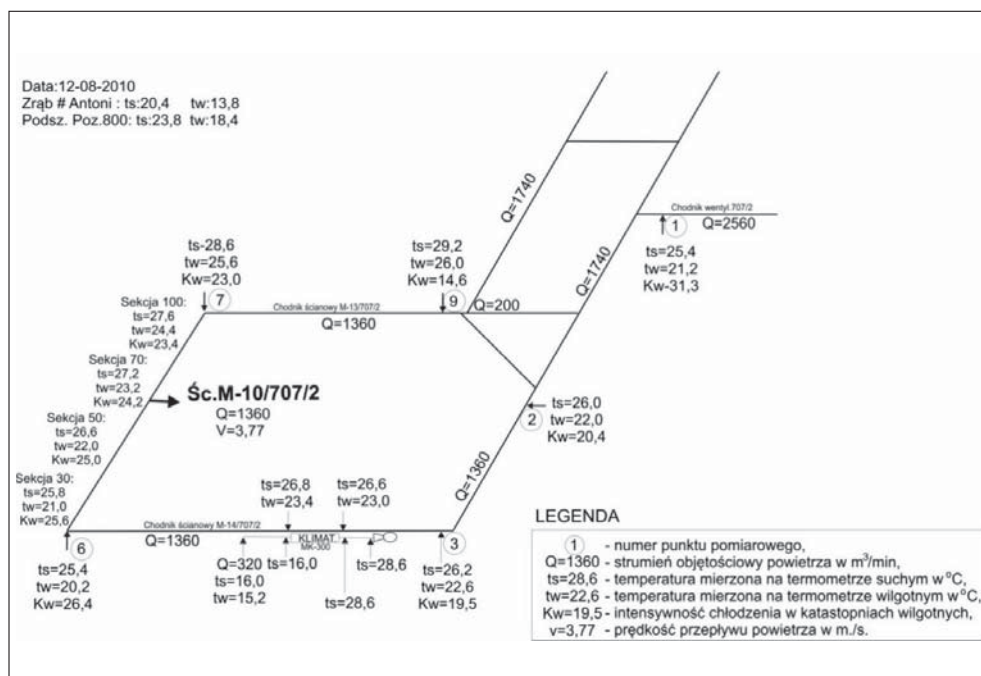 Data:12-08-2010
Zrąb # Antoni : ts:20,4 tw:13,8
Podsz. Poz.800: ts:23,8 tw:18,4
Q=1740
Chodnik wentyl.707/2
1
Q=2560
ts=25,4
tw=21,2
Kw-31,3
Q=1740
ts-28,6
tw=25,6
Kw=23,0
7
ts=29,2
tw=26,0
Kw=14,6
9
Q=200
Chodnik ścianowy M-13/707/2
Q=1360
Sekcja 100:
ts=27,6
tw=24,4
Kw=23,4
Sekcja 70:
ts=27,2
tw=23,2
Kw=24,2
Sekcja 50:
ts=26,6
tw=22,0
Kw=25,0
Sekcja 30:
ts=25,8
tw=21,0
Kw=25,6
Śc.M-10/707/2
Q=1360
V=3,77
2
ts=26,0
tw=22,0
Kw=20,4
Q=1360
ts=26,8
tw=23,4
ts=26,6
tw=23,0
Chodnik ścianowy M-14/707/2
Q=1360
KLIMAT
MK-300
6
ts=25,4
tw=20,2
Kw=26,4
Q=320
ts=16,0
tw=15,2
ts=16,0
ts=28,6
ts=28,6
3
ts=26,2
tw=22,6
Kw=19,5
LEGENDA
1 - numer punktu pomiarowego,
Q=1360 - strumień objętościowy powietrza w m³/min,
ts=28,6 - temperatura mierzona na termometrze suchym w °C,
tw=22,6 - temperatura mierzona na termometrze wilgotnym w °C,
Kw=19,5 - intensywność chłodzenia w katastopniach wilgotnych,
v=3,77 - prędkość przepływu powietrza w m./s.